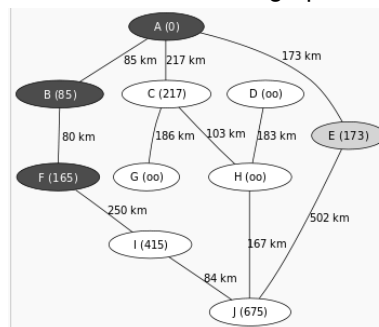 A (0)
85 km
217 km
173 km
B (85)
C (217)
D (oo)
80 km
186 km
103 km
183 km
E (173)
F (165)
G (oo)
H (oo)
250 km
502 km
I (415)
167 km
84 km
J (675)